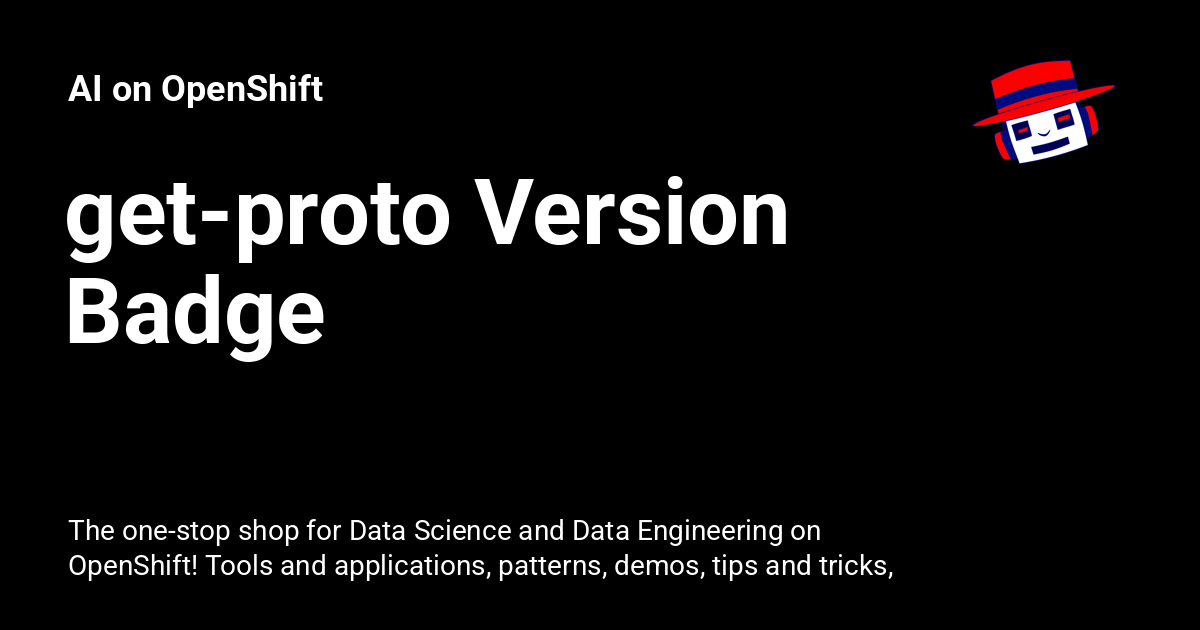 AI on OpenShift
get-proto Version
Badge
The one-stop shop for Data Science and Data Engineering on
OpenShift! Tools and applications, patterns, demos, tips and tricks,